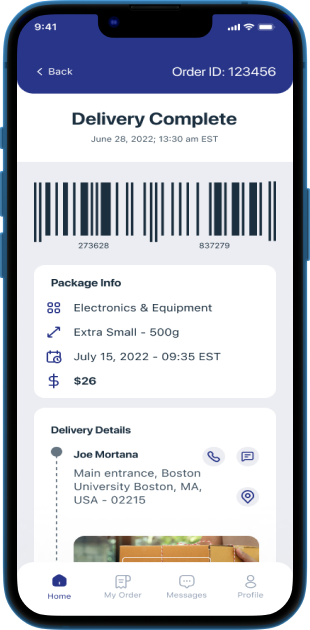 9:41
Back
Order ID: 123456
Delivery Complete
June 28, 2022; 13:30 am EST
273628
837279
Package Info
Electronics & Equipment
Extra Small - 500g
July 15, 2022 - 09:35 EST
$26
Delivery Details
Joe Mortana
Main entrance, Boston
University Boston, MA,
USA - 02215
Home
My Order
Messages
Profile